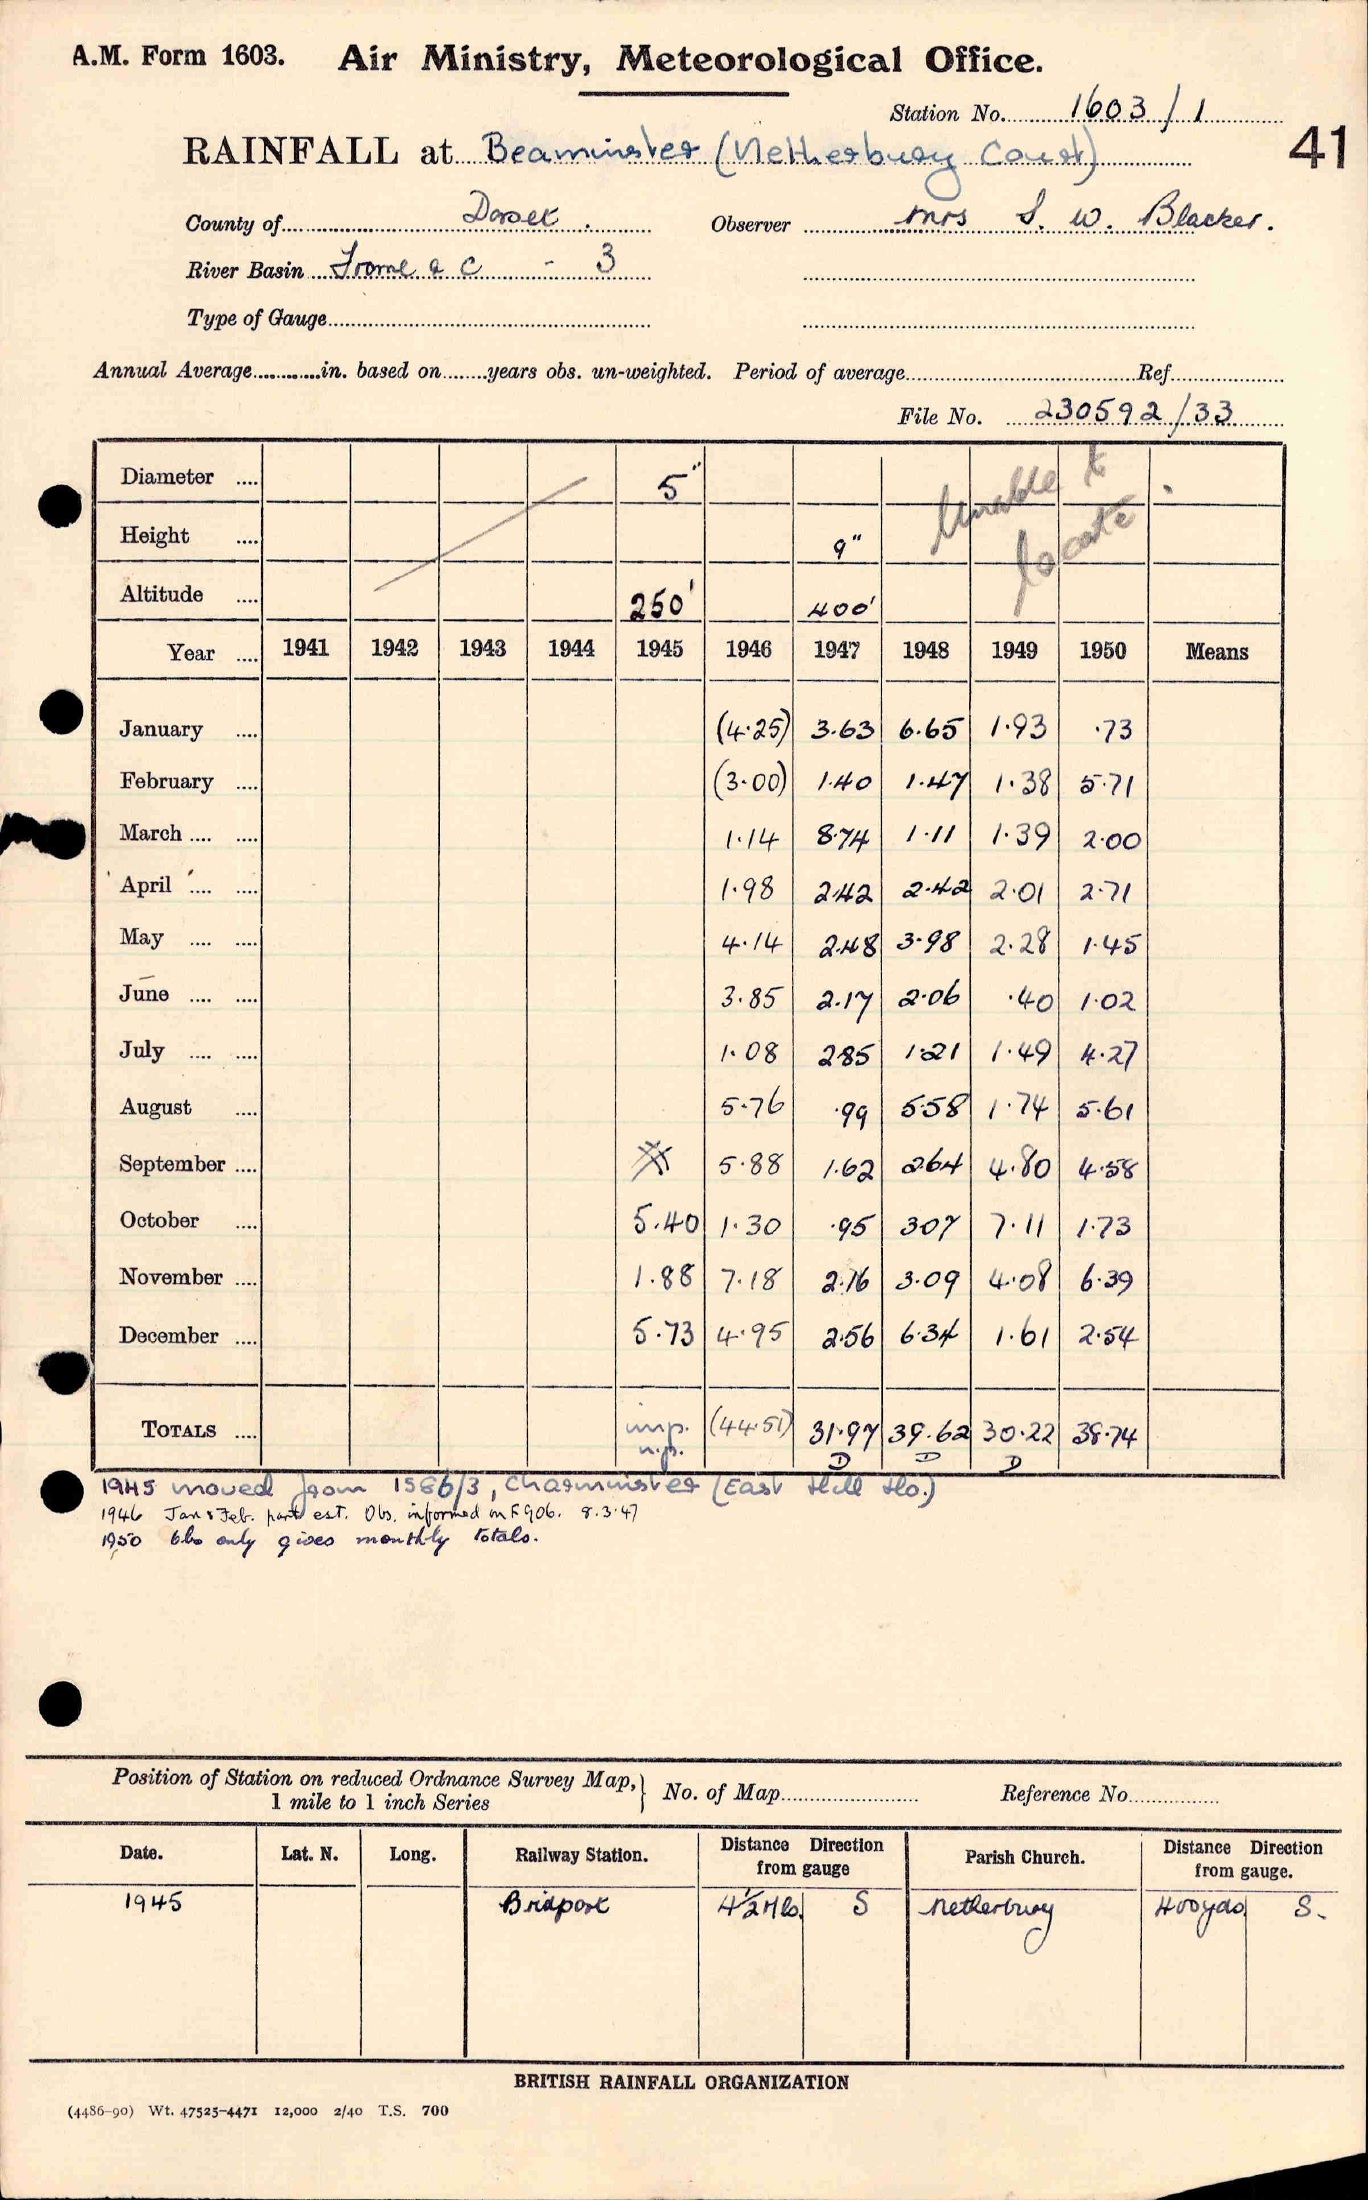 A.M. Form 1603. Air Ministry, Meteorological Office.
Station No. 1603/1
RAINFALL at Beaminster (Netherbury Court)
41
County of Dorset. Observer Mrs S. W. Blacker.
River Basin Frome &c - 3
Type of Gauge
Annual Average............in. based on........years obs. un-weighted. Period of average Ref.
File No. 230592/33
Unable to locate
Diameter .... 5"
Height .... 9"
Altitude .... 250' 400'
Year .... 1941 1942 1943 1944 1945 1946 1947 1948 1949 1950 Means
January .... (4.25) 3.63 6.65 1.93 .73
February .... (3.00) 1.40 1.47 1.38 5.71
March .... .... 1.14 8.74 1.11 1.39 2.00
April .... .... 1.98 2.42 2.42 2.01 2.71
May .... .... 4.14 2.48 3.98 2.28 1.45
June .... .... 3.85 2.17 2.06 .40 1.02
July .... .... 1.08 2.85 1.21 1.49 4.27
August .... 5.76 .99 5.58 1.74 5.61
September .... 5.88 1.62 2.64 4.80 4.58
October .... 5.40 1.30 .95 3.07 7.11 1.73
November .... 1.88 7.18 2.16 3.09 4.08 6.39
December .... 5.73 4.95 2.56 6.34 1.61 2.54
TOTALS .... imp. (44.51) 31.97 39.62 30.22 38.74
n.p. D D D
1945 moved from 1586/3, Charminster (East Hill Ho.)
1946 Jan & Feb. part est. Obs. informed on F906. 8.3.47
1950 Obs only gives monthly totals.
Position of Station on reduced Ordnance Survey Map, } No. of Map Reference No.
1 mile to 1 inch Series
Date. Lat. N. Long. Railway Station. Distance Direction from gauge Parish Church. Distance Direction from gauge.
1945 Bridport 4½Mls. S Netherbury 400yds S.
BRITISH RAINFALL ORGANIZATION
(4486-90) Wt. 47525-4471 12,000 2/40 T.S. 700